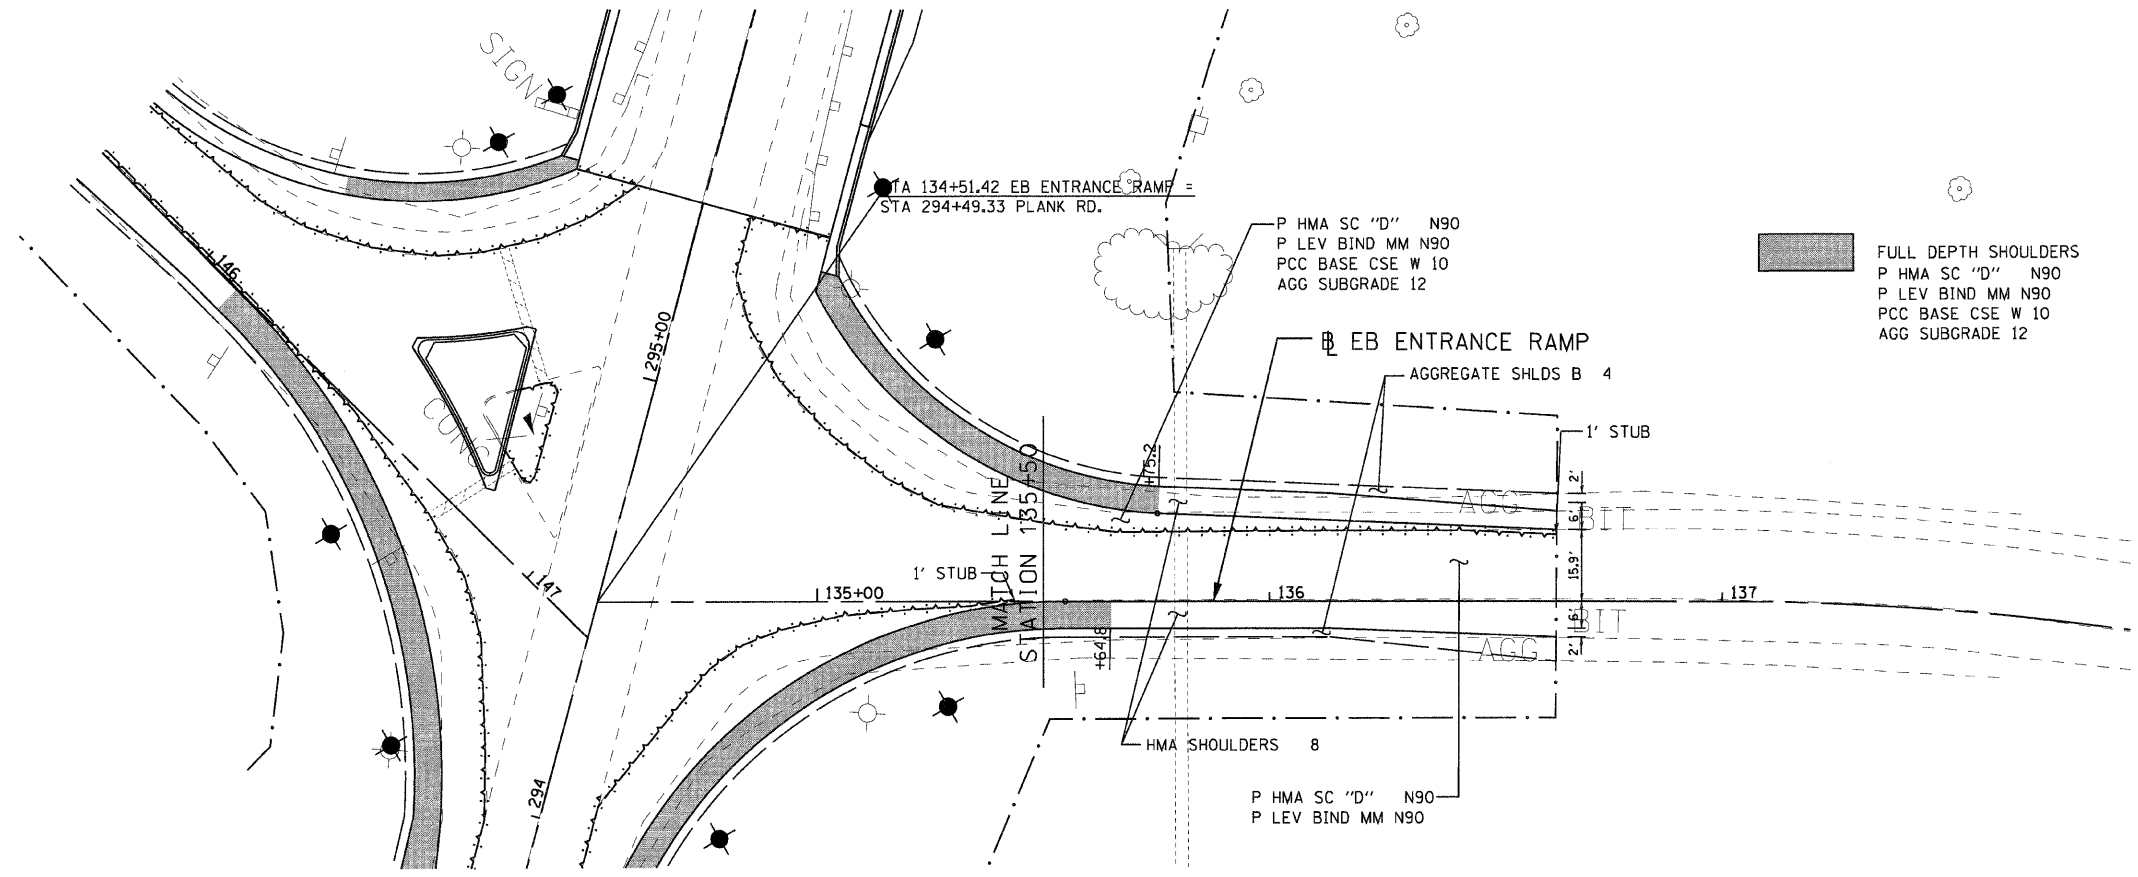 SIGN
STA 134+51.42 EB ENTRANCE RAMP =
STA 294+49.33 PLANK RD.
P HMA SC "D" N90
P LEV BIND MM N90
PCC BASE CSE W 10
AGG SUBGRADE 12
FULL DEPTH SHOULDERS
P HMA SC "D" N90
P LEV BIND MM N90
PCC BASE CSE W 10
AGG SUBGRADE 12
146
295+00
BL EB ENTRANCE RAMP
AGGREGATE SHLDS B 4
CONC
1' STUB
+75.2
MATCH LINE
STATION 135+50
2'
AGG
6'
BIT
15.9'
1' STUB
147
135+00
136
137
6'
BIT
+64.8
AGG
2'
HMA SHOULDERS 8
294
P HMA SC "D" N90
P LEV BIND MM N90